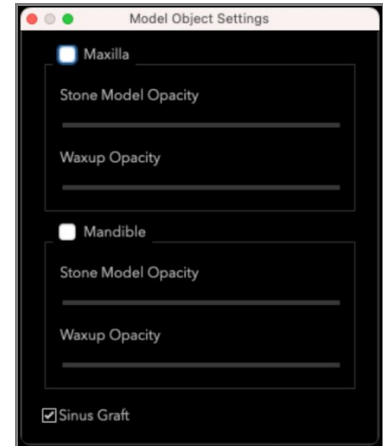 Model Object Settings
Maxilla
Stone Model Opacity
Waxup Opacity
Mandible
Stone Model Opacity
Waxup Opacity
Sinus Graft